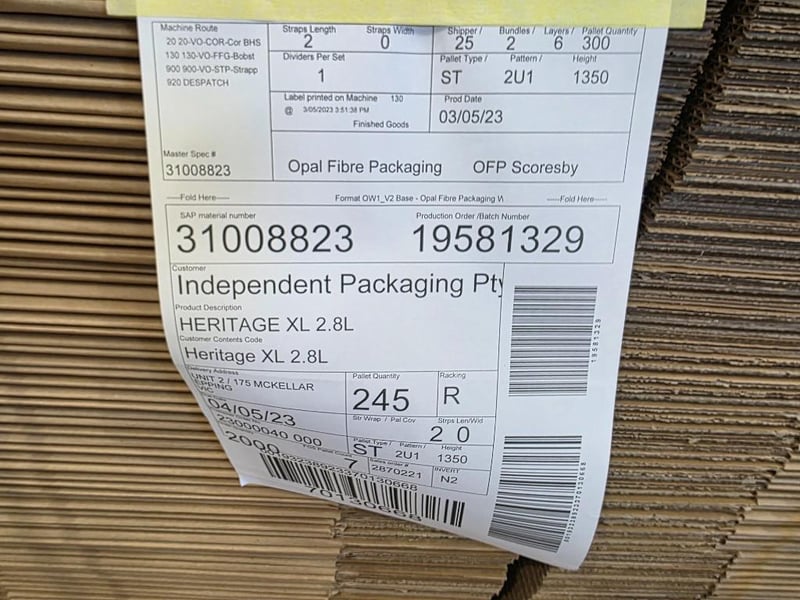 Machine Route
20 20-VO-COR-Cor BHS
130 130-VO-FFG-Bobst
900 900-VO-STP-Strapp
920 DESPATCH
Straps Length Straps Width
2 0
Shipper / Bundles / Layers / Pallet Quantity
25 2 6 300
Dividers Per Set
1
Pallet Type / Pattern / Height
ST 2U1 1350
Label printed on Machine 130
@ 3/05/2023 3:51:38 PM
Finished Goods
Prod Date
03/05/23
Master Spec #
31008823
Opal Fibre Packaging OFP Scoresby
-----Fold Here----- Format OW1_V2 Base - Opal Fibre Packaging -----Fold Here-----
SAP material number Production Order /Batch Number
31008823 19581329
Customer
Independent Packaging Pty
Product Description
HERITAGE XL 2.8L
Customer Contents Code
Heritage XL 2.8L
19581329
Delivery Address
UNIT 2 / 175 MCKELLAR
EPPING
VIC
Pallet Quantity Racking
245 R
04/05/23
Str Wrap / Pal Cov Strps Len/Wid
2 0
23000040 000
Pallet Type / Pattern / Height
ST 2U1 1350
2000
7
Sales order #
2870221
INVERT
N2
701306